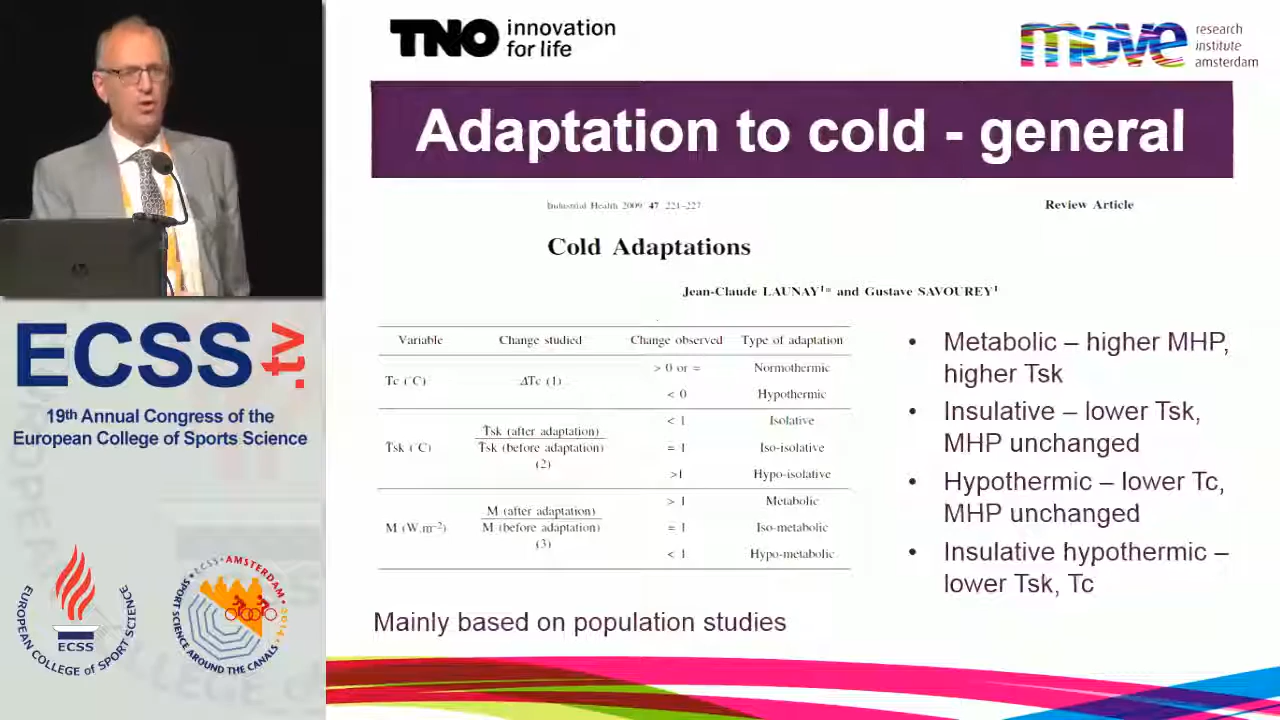 TNO innovation
for life
move research
institute
amsterdam
Adaptation to cold - general
Industrial Health 2009 47 221–227
Review Article
Cold Adaptations
Jean-Claude LAUNAY1* and Gustave SAVOUREY1
Variable Change studied Change observed Type of adaptation
Tc (°C) ΔTc (1) > 0 or = Normothermic
< 0 Hypothermic
T̄sk (°C) T̄sk (after adaptation) < 1 Isolative
T̄sk (before adaptation) = 1 Iso-isolative
(2) >1 Hypo-isolative
M (W.m−2) M (after adaptation) > 1 Metabolic
M (before adaptation) = 1 Iso-metabolic
(3) < 1 Hypo-metabolic
• Metabolic – higher MHP,
higher Tsk
• Insulative – lower Tsk,
MHP unchanged
• Hypothermic – lower Tc,
MHP unchanged
• Insulative hypothermic –
lower Tsk, Tc
Mainly based on population studies
ECSS.tv
19th Annual Congress of the
European College of Sports Science
EUROPEAN COLLEGE OF SPORT SCIENCE
ECSS
ECSS • AMSTERDAM 2014
SPORT SCIENCE AROUND THE CANALS
hp